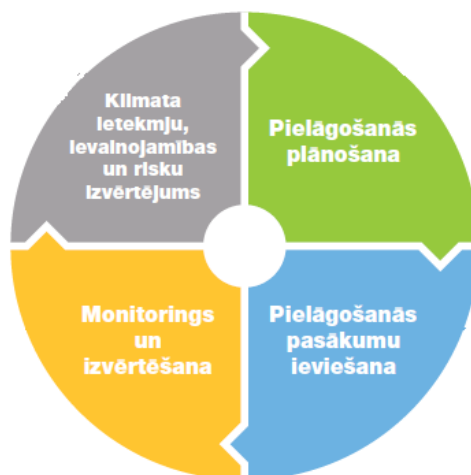 Klimata
Ietekmju,
Ievainojamības
un risku
Izvērtējums
Pielāgošanās
plānošana
Monitorings
un
izvērtēšana
Pielāgošanās
pasākumu
ieviešana